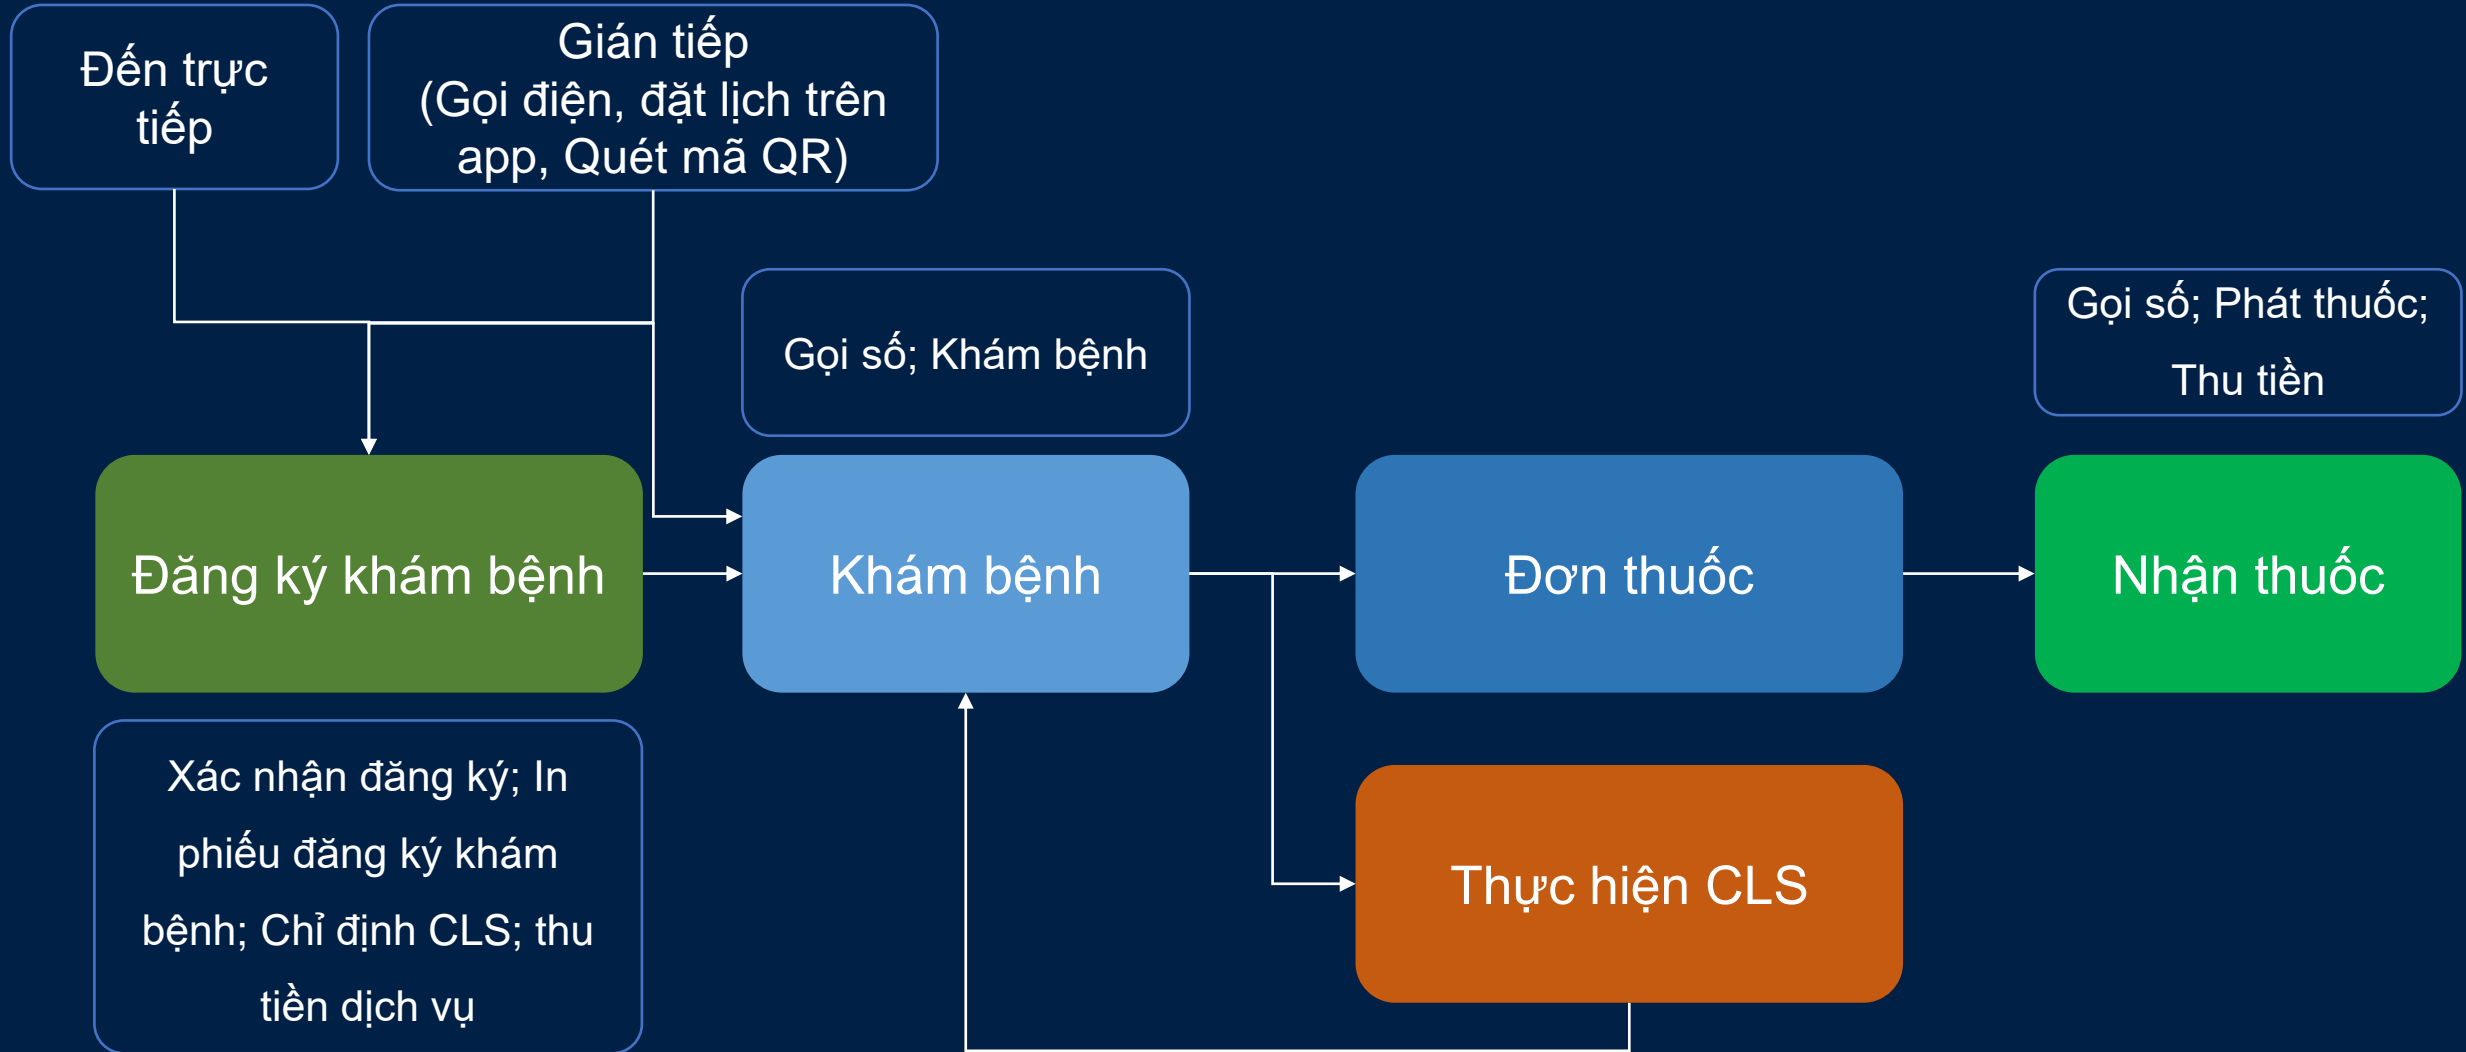 Đến trực
tiếp
Gián tiếp
(Gọi điện, đặt lịch trên
app, Quét mã QR)
Gọi số; Khám bệnh
Gọi số; Phát thuốc;
Thu tiền
Đăng ký khám bệnh
Khám bệnh
Đơn thuốc
Nhận thuốc
Xác nhận đăng ký; In
phiếu đăng ký khám
bệnh; Chỉ định CLS; thu
tiền dịch vụ
Thực hiện CLS